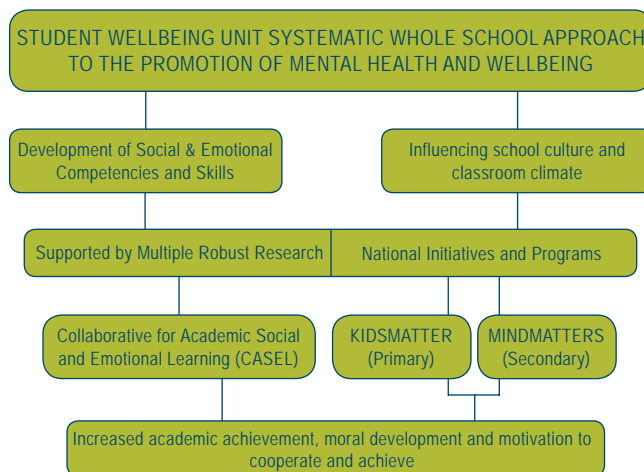 STUDENT WELLBEING UNIT SYSTEMATIC WHOLE SCHOOL APPROACH
TO THE PROMOTION OF MENTAL HEALTH AND WELLBEING
Development of Social & Emotional
Competencies and Skills
Influencing school culture and
classroom climate
Supported by Multiple Robust Research
National Initiatives and Programs
Collaborative for Academic Social
and Emotional Learning (CASEL)
KIDSMATTER
(Primary)
MINDMATTERS
(Secondary)
Increased academic achievement, moral development and motivation to
cooperate and achieve